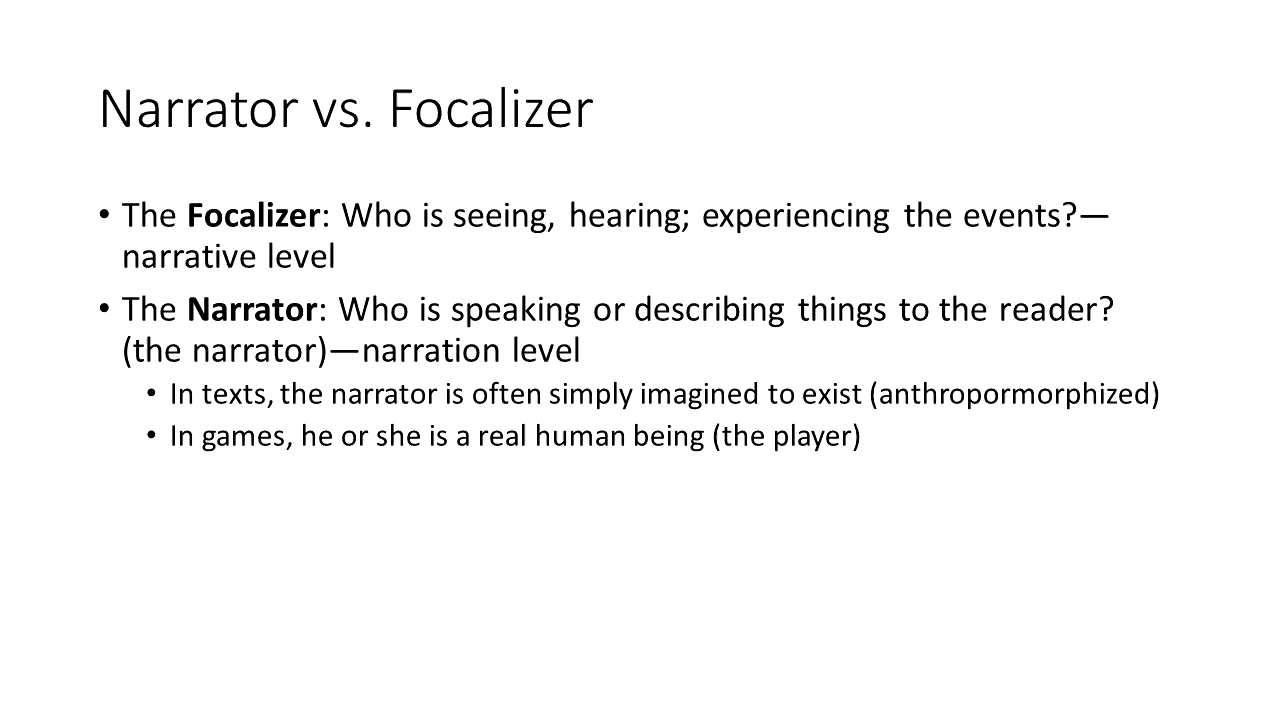 Narrator vs. Focalizer
• The Focalizer: Who is seeing, hearing; experiencing the events?—
narrative level
• The Narrator: Who is speaking or describing things to the reader?
(the narrator)—narration level
• In texts, the narrator is often simply imagined to exist (anthropormorphized)
• In games, he or she is a real human being (the player)